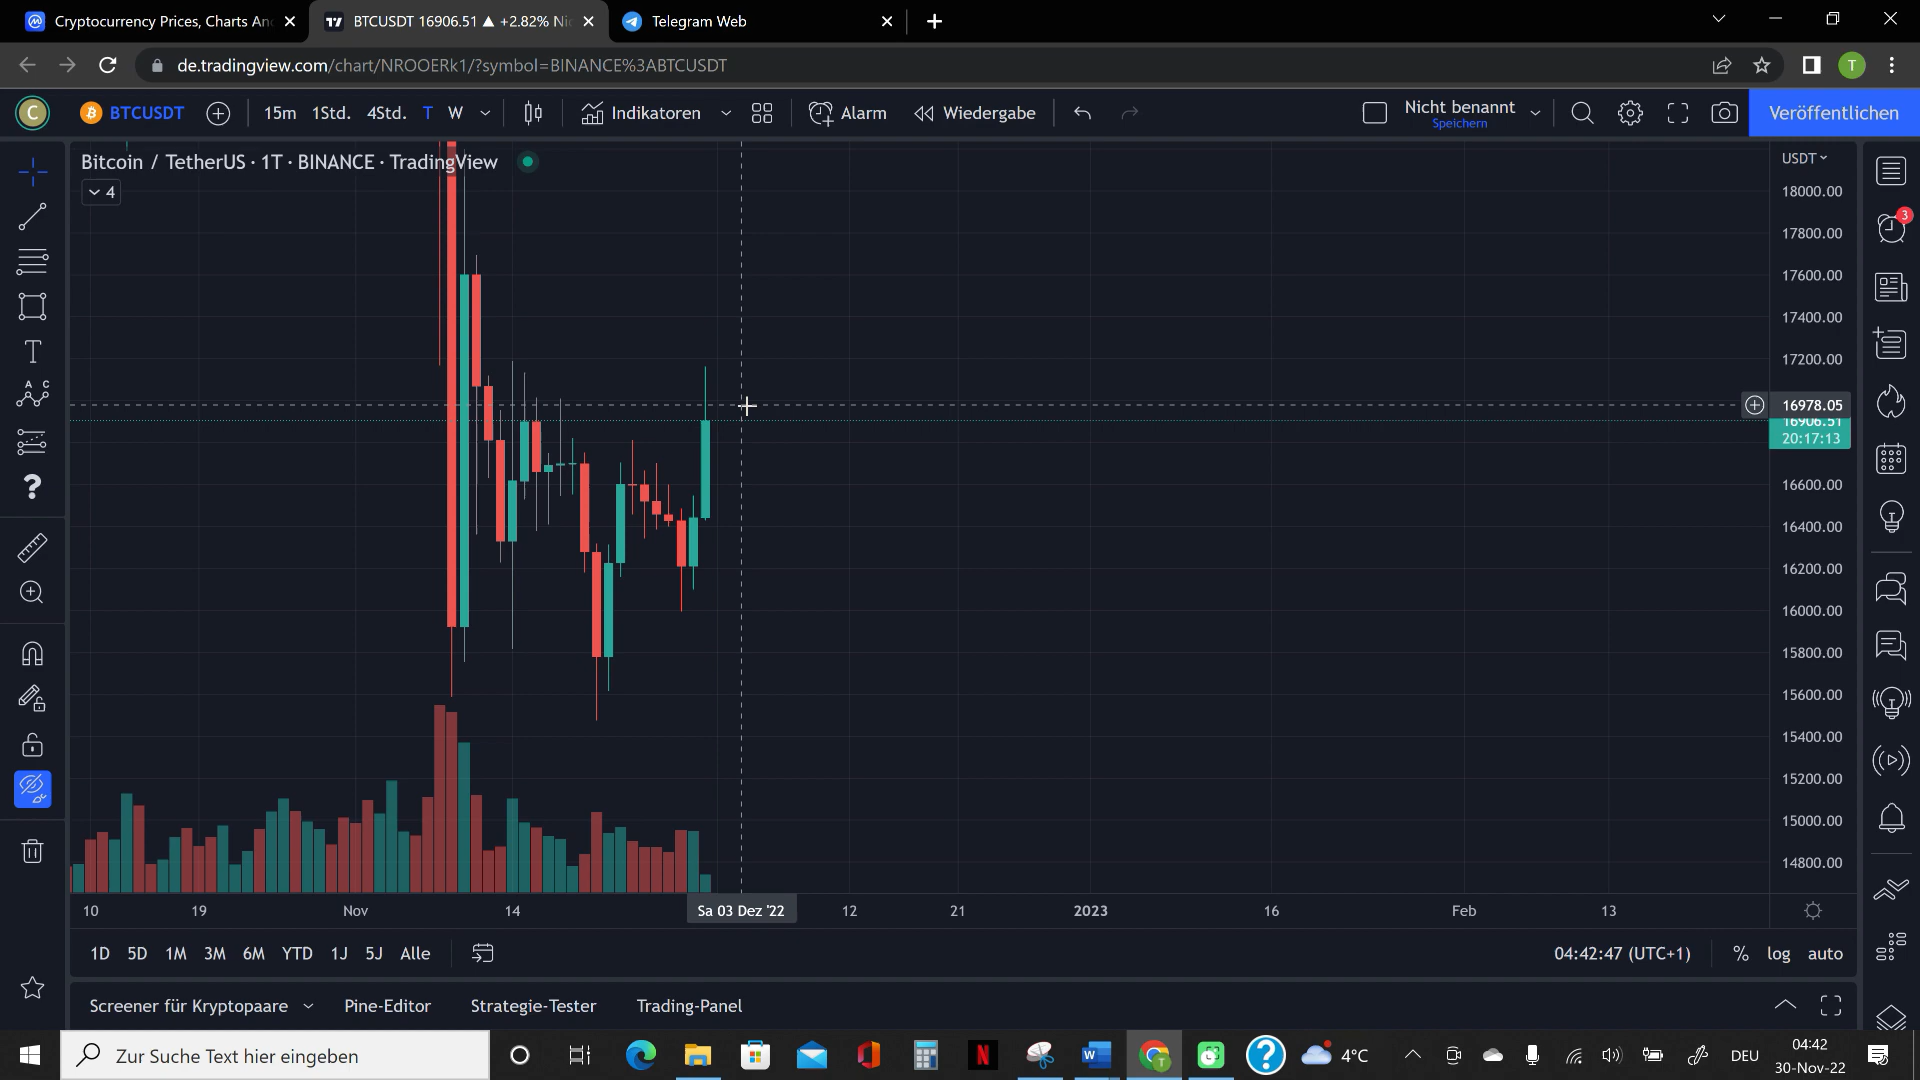 Cryptocurrency Prices, Charts An
BTCUSDT 16906.51 ▲ +2.82% Ni
Telegram Web
de.tradingview.com/chart/NROOERk1/?symbol=BINANCE%3ABTCUSDT
T
C
BTCUSDT
15m
1Std.
4Std.
T
W
Indikatoren
Alarm
Wiedergabe
Nicht benannt
Speichern
Veröffentlichen
Bitcoin / TetherUS · 1T · BINANCE · TradingView
4
USDT
18000.00
17800.00
17600.00
17400.00
17200.00
16978.05
16906.51
20:17:13
16600.00
16400.00
16200.00
16000.00
15800.00
15600.00
15400.00
15200.00
15000.00
14800.00
3
10
19
Nov
14
Sa 03 Dez '22
12
21
2023
16
Feb
13
1D
5D
1M
3M
6M
YTD
1J
5J
Alle
04:42:47 (UTC+1)
%
log
auto
Screener für Kryptopaare
Pine-Editor
Strategie-Tester
Trading-Panel
Zur Suche Text hier eingeben
4°C
DEU
04:42
30-Nov-22